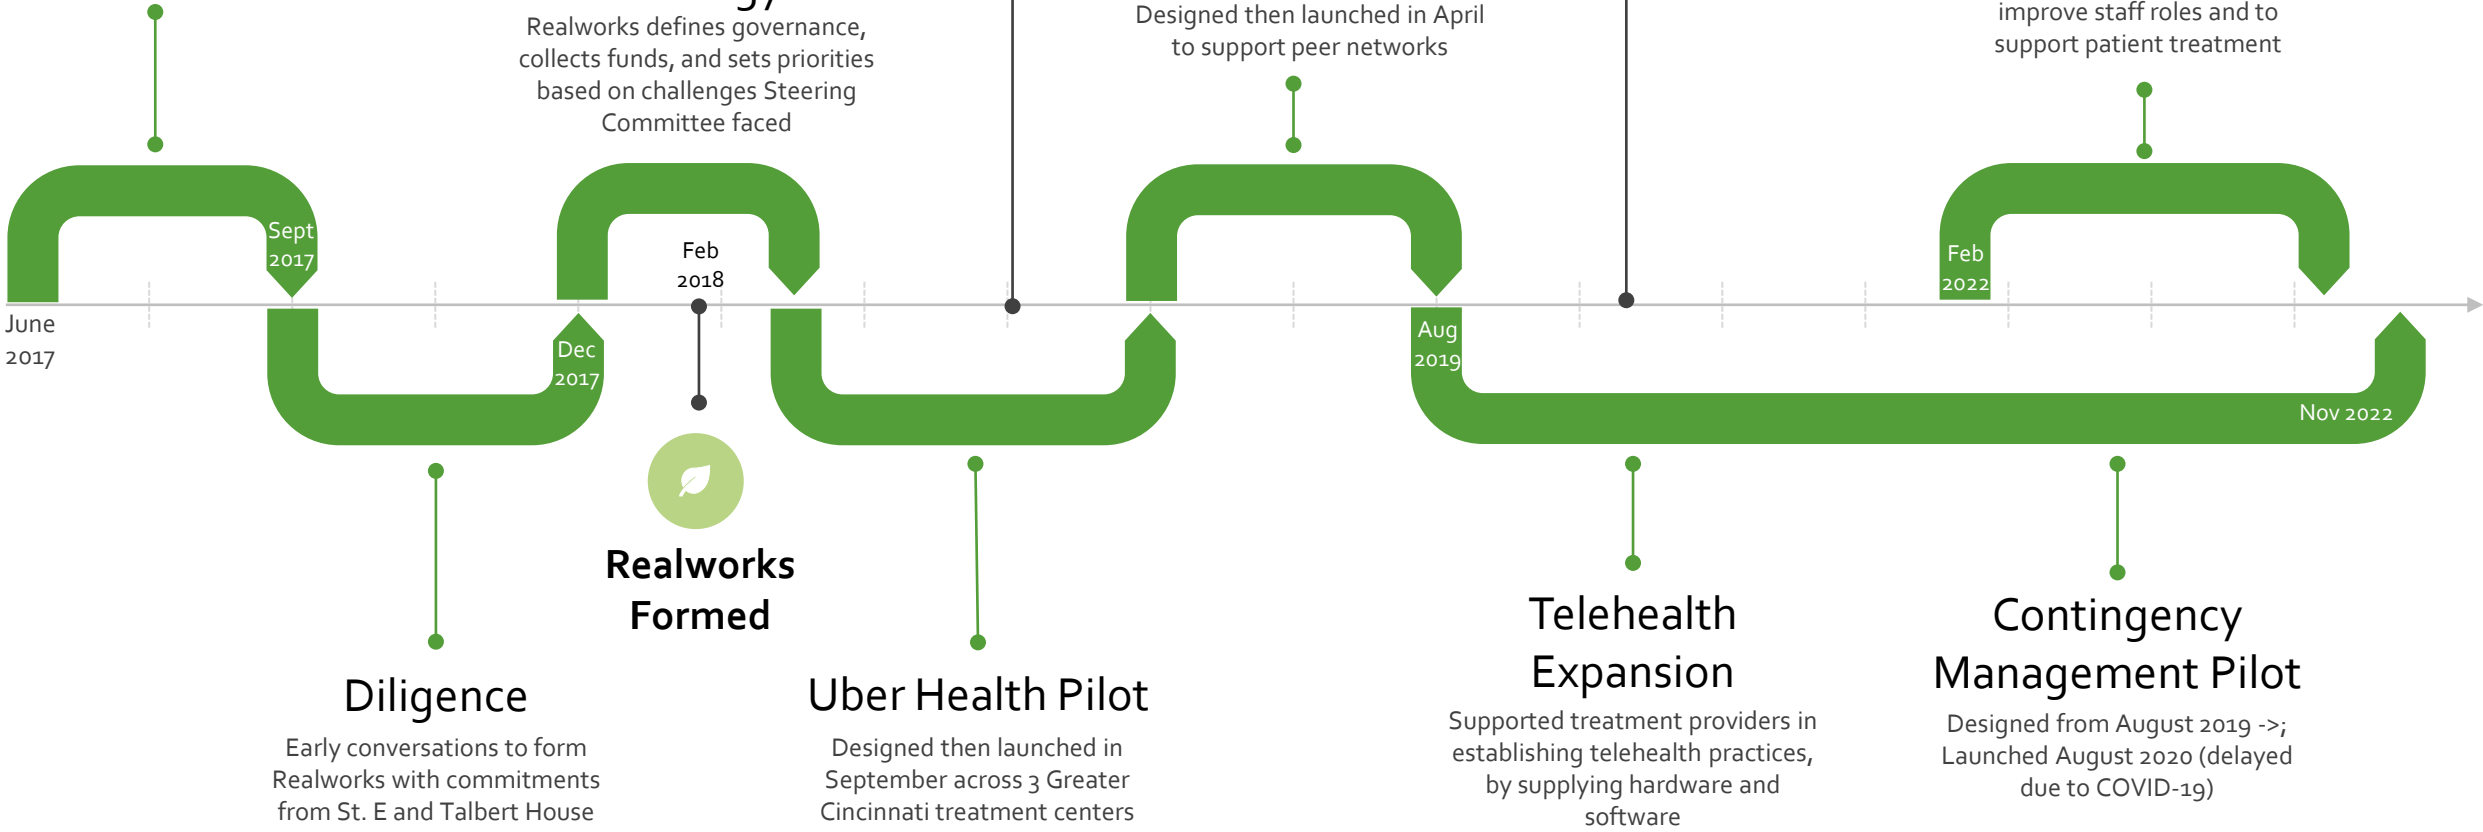 Realworks defines governance,
collects funds, and sets priorities
based on challenges Steering
Committee faced
Designed then launched in April
to support peer networks
improve staff roles and to
support patient treatment
Sept
2017
Feb
2018
Feb
2022
June
2017
Dec
2017
Aug
2019
Nov 2022
Realworks
Formed
Diligence
Early conversations to form
Realworks with commitments
from St. E and Talbert House
Uber Health Pilot
Designed then launched in
September across 3 Greater
Cincinnati treatment centers
Telehealth
Expansion
Supported treatment providers in
establishing telehealth practices,
by supplying hardware and
software
Contingency
Management Pilot
Designed from August 2019 ->;
Launched August 2020 (delayed
due to COVID-19)